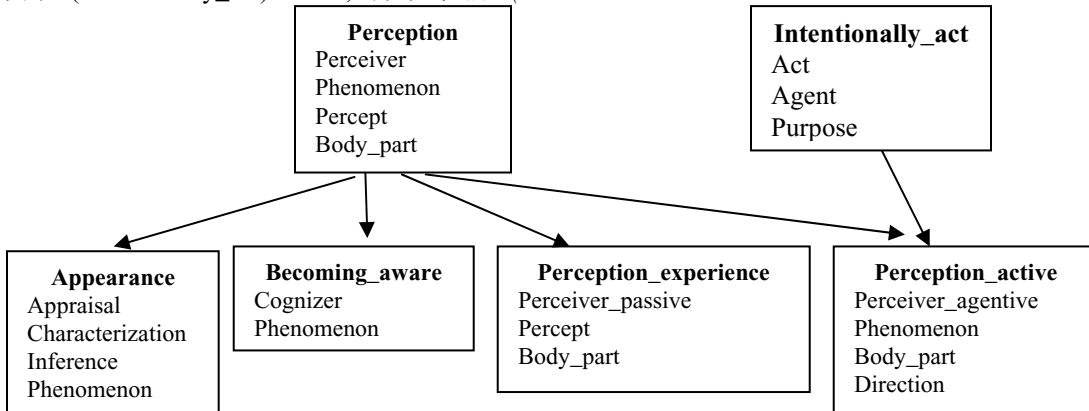 Perception
Perceiver
Phenomenon
Percept
Body_part
Intentionally_act
Act
Agent
Purpose
Appearance
Appraisal
Characterization
Inference
Phenomenon
Becoming_aware
Cognizer
Phenomenon
Perception_experience
Perceiver_passive
Percept
Body_part
Perception_active
Perceiver_agentive
Phenomenon
Body_part
Direction